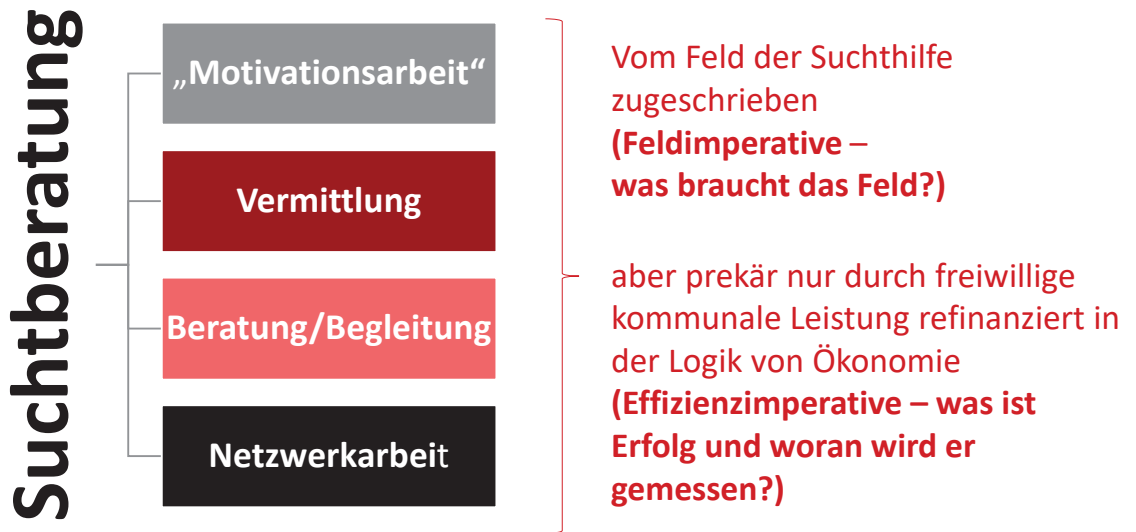 Suchtberatung
„Motivationsarbeit“
Vermittlung
Beratung/Begleitung
Netzwerkarbeit
Vom Feld der Suchthilfe
zugeschrieben
(Feldimperative –
was braucht das Feld?)
aber prekär nur durch freiwillige
kommunale Leistung refinanziert in
der Logik von Ökonomie
(Effizienzimperative – was ist
Erfolg und woran wird er
gemessen?)